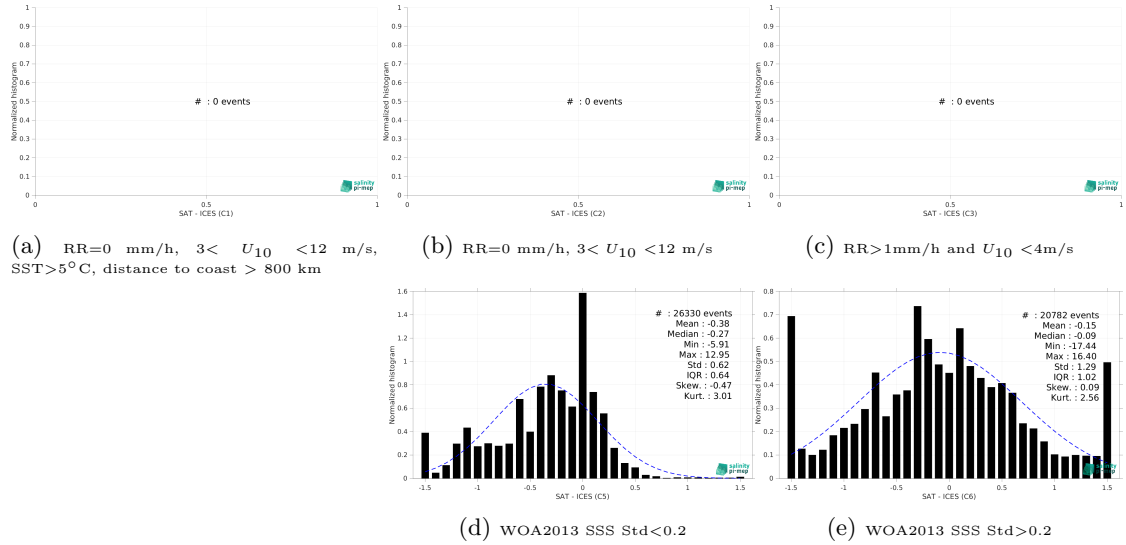 1
0.9
0.8
0.7
0.6
0.5
0.4
0.3
0.2
0.1
0
Normalized histogram
# : 0 events
salinity
pi-mep
0 0.5 1
SAT - ICES (C1)
(a) RR=0 mm/h, 3< U10 <12 m/s,
SST>5°C, distance to coast > 800 km
1
0.9
0.8
0.7
0.6
0.5
0.4
0.3
0.2
0.1
0
Normalized histogram
# : 0 events
salinity
pi-mep
0 0.5 1
SAT - ICES (C2)
(b) RR=0 mm/h, 3< U10 <12 m/s
1
0.9
0.8
0.7
0.6
0.5
0.4
0.3
0.2
0.1
0
Normalized histogram
# : 0 events
salinity
pi-mep
0 0.5 1
SAT - ICES (C3)
(c) RR>1mm/h and U10 <4m/s
1.6
1.4
1.2
1
0.8
0.6
0.4
0.2
0
Normalized histogram
# : 26330 events
Mean : -0.38
Median : -0.27
Min : -5.91
Max : 12.95
Std : 0.62
IQR : 0.64
Skew. : -0.47
Kurt. : 3.01
salinity
pi-mep
-1.5 -1 -0.5 0 0.5 1 1.5
SAT - ICES (C5)
(d) WOA2013 SSS Std<0.2
0.8
0.7
0.6
0.5
0.4
0.3
0.2
0.1
0
Normalized histogram
# : 20782 events
Mean : -0.15
Median : -0.09
Min : -17.44
Max : 16.40
Std : 1.29
IQR : 1.02
Skew. : 0.09
Kurt. : 2.56
salinity
pi-mep
-1.5 -1 -0.5 0 0.5 1 1.5
SAT - ICES (C6)
(e) WOA2013 SSS Std>0.2